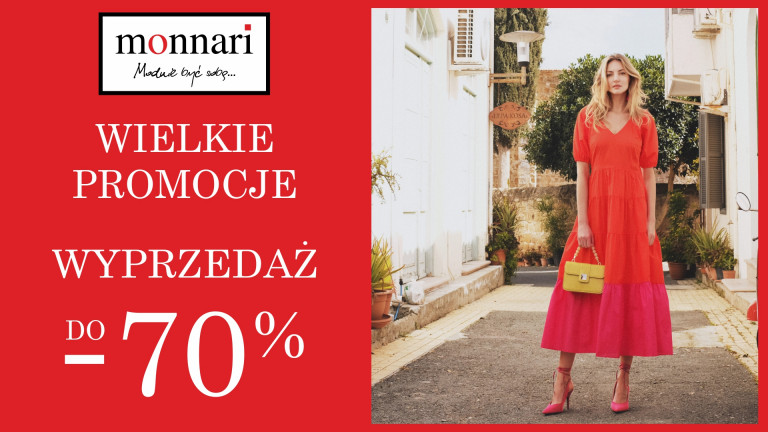 monnari
Modnie być sobą...
WIELKIE
PROMOCJE
WYPRZEDAŻ
DO
-70%